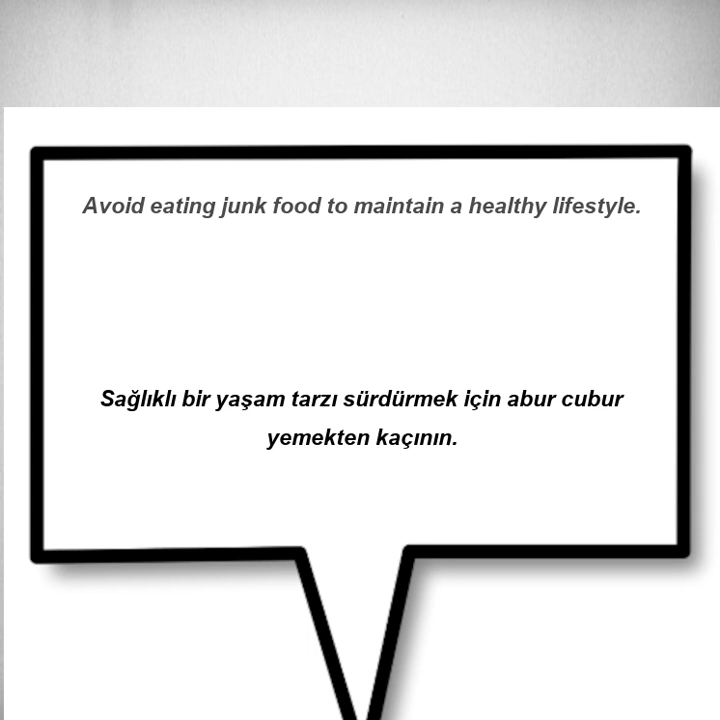 Avoid eating junk food to maintain a healthy lifestyle.
Sağlıklı bir yaşam tarzı sürdürmek için abur cubur
yemekten kaçının.